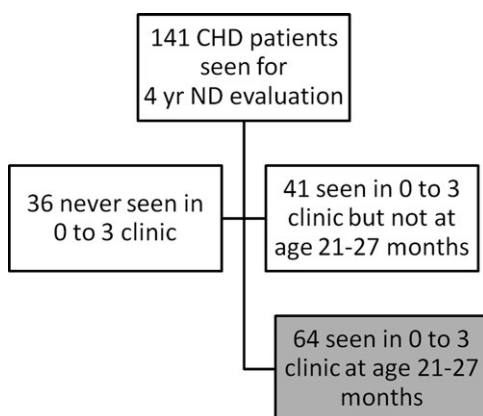 141 CHD patients
seen for
4 yr ND evaluation
36 never seen in
0 to 3 clinic
41 seen in 0 to 3
clinic but not at
age 21-27 months
64 seen in 0 to 3
clinic at age 21-27
months